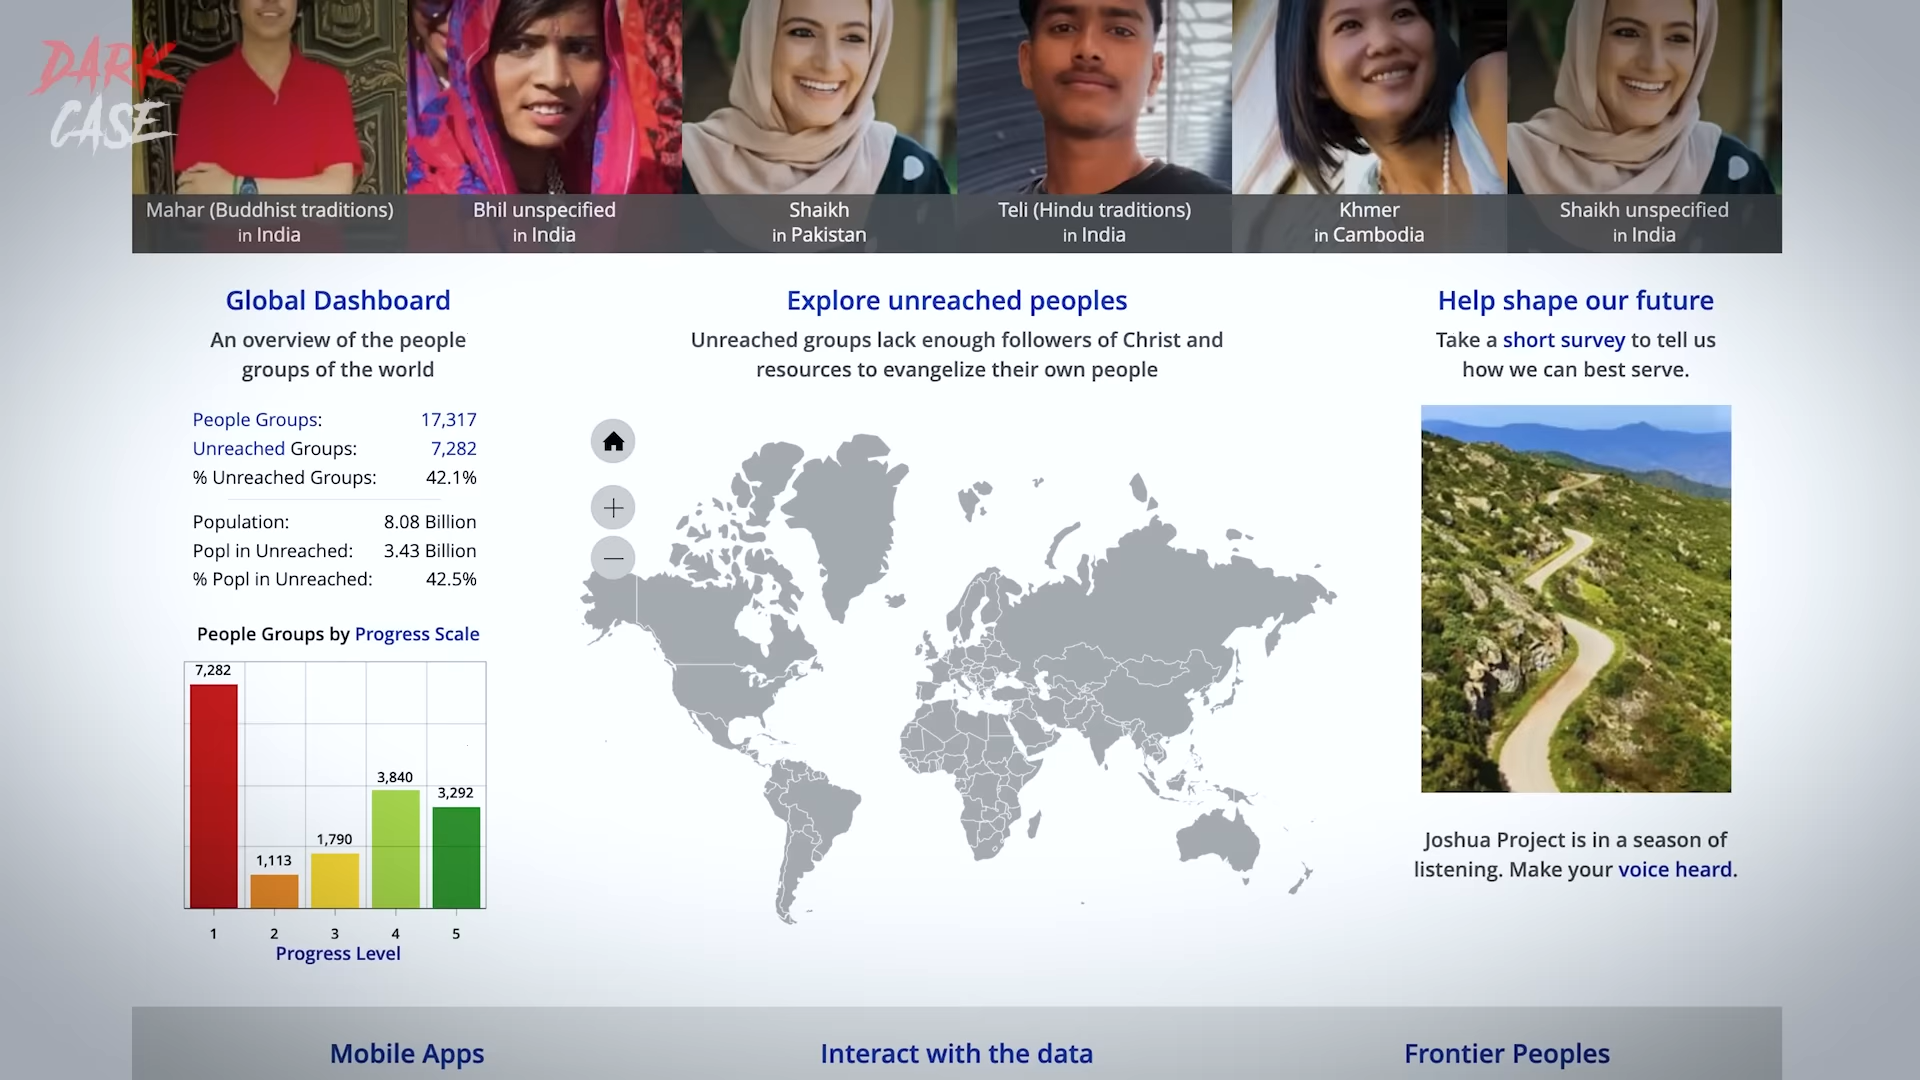 DARK
CASE
Mahar (Buddhist traditions)
in India
Bhil unspecified
in India
Shaikh
in Pakistan
Teli (Hindu traditions)
in India
Khmer
in Cambodia
Shaikh unspecified
in India
Global Dashboard
An overview of the people
groups of the world
People Groups: 17,317
Unreached Groups: 7,282
% Unreached Groups: 42.1%
Population: 8.08 Billion
Popl in Unreached: 3.43 Billion
% Popl in Unreached: 42.5%
People Groups by Progress Scale
7,282
1,113
1,790
3,840
3,292
1 2 3 4 5
Progress Level
Explore unreached peoples
Unreached groups lack enough followers of Christ and
resources to evangelize their own people
Help shape our future
Take a short survey to tell us
how we can best serve.
Joshua Project is in a season of
listening. Make your voice heard.
Mobile Apps
Interact with the data
Frontier Peoples